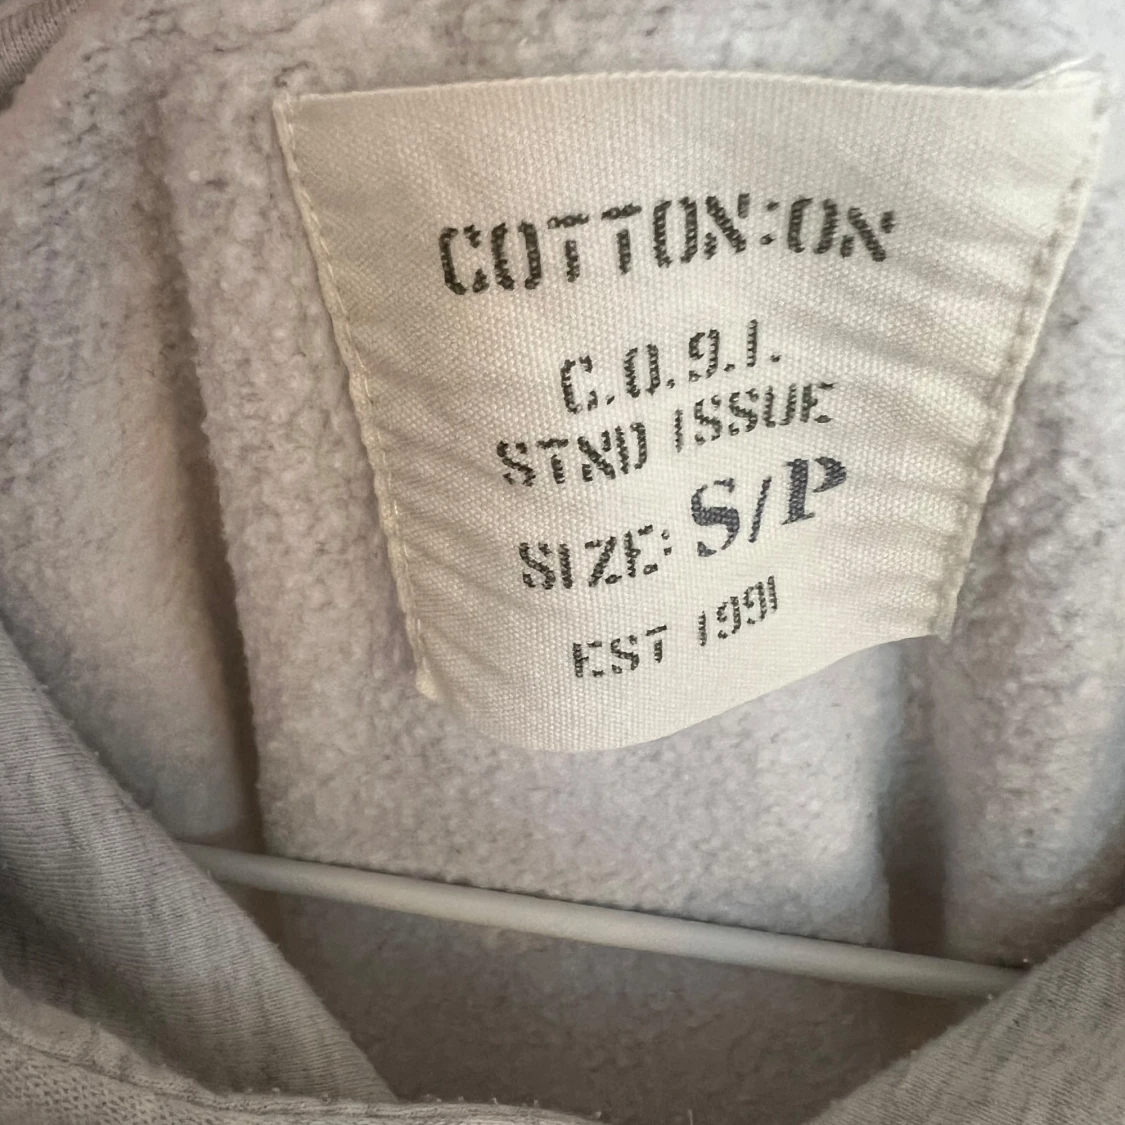 COTTON:ON
C.O.9.1.
STND ISSUE
SIZE: S/P
EST 1991